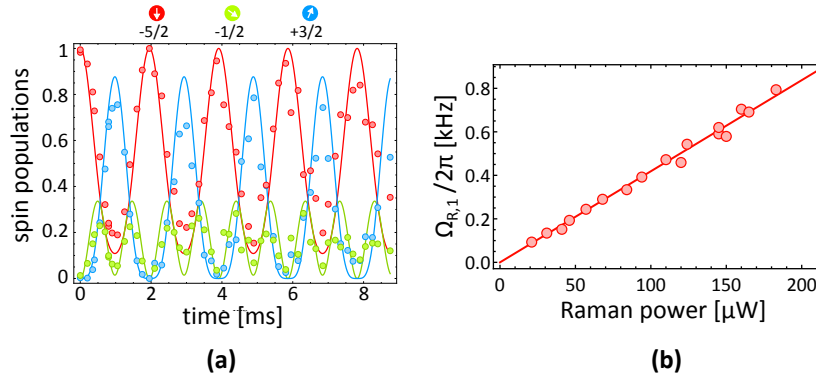 -5/2 -1/2 +3/2
1
0.8
0.6
0.4
0.2
0
spin populations
0 2 4 6 8
time [ms]
(a)
0.8
0.6
0.4
0.2
0.0
Ω_R,1 /2π [kHz]
0 50 100 150 200
Raman power [μW]
(b)